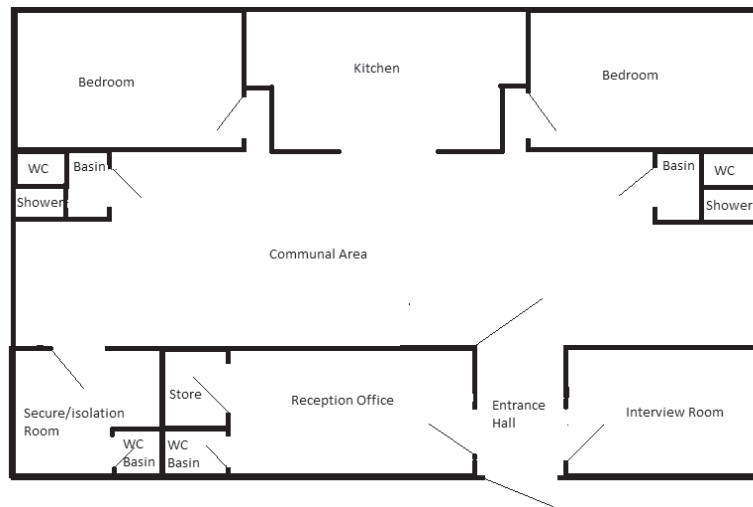 Bedroom
Kitchen
Bedroom
WC
Basin
Shower
Basin
WC
Shower
Communal Area
Secure/isolation
Room
WC
Basin
Store
WC
Basin
Reception Office
Entrance
Hall
Interview Room